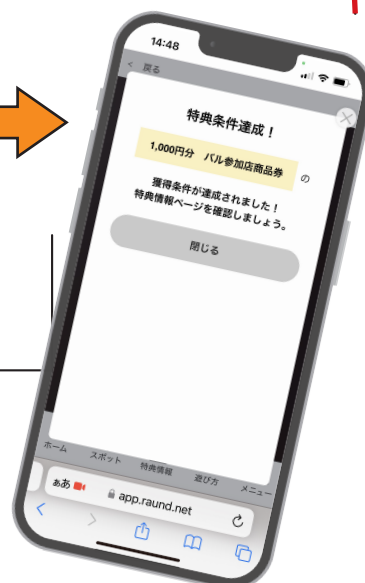 14:48
< 戻る
特典条件達成！
1,000円分　バル参加店商品券 の
獲得条件が達成されました！
特典情報ページを確認しましょう。
閉じる
ホーム スポット 特典情報 遊び方 メニュー
ぁあ app.raund.net